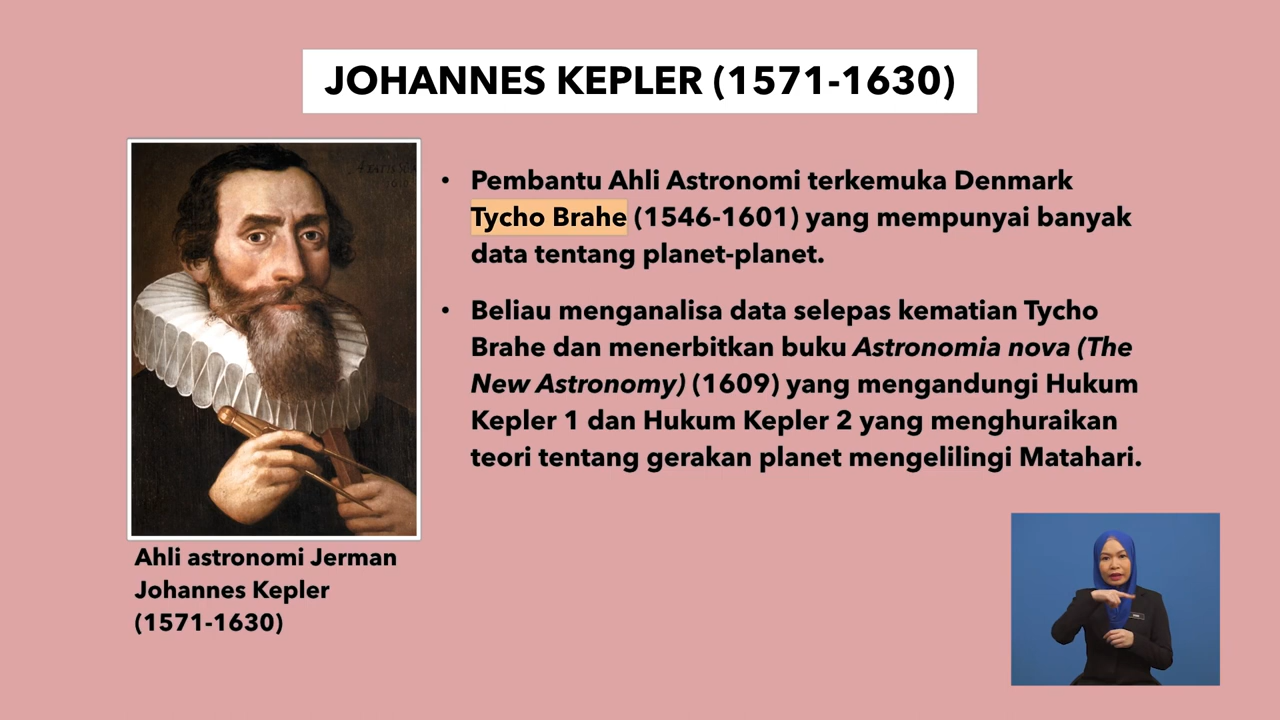 JOHANNES KEPLER (1571-1630)
• Pembantu Ahli Astronomi terkemuka Denmark
Tycho Brahe (1546-1601) yang mempunyai banyak
data tentang planet-planet.
• Beliau menganalisa data selepas kematian Tycho
Brahe dan menerbitkan buku Astronomia nova (The
New Astronomy) (1609) yang mengandungi Hukum
Kepler 1 dan Hukum Kepler 2 yang menghuraikan
teori tentang gerakan planet mengelilingi Matahari.
Ahli astronomi Jerman
Johannes Kepler
(1571-1630)